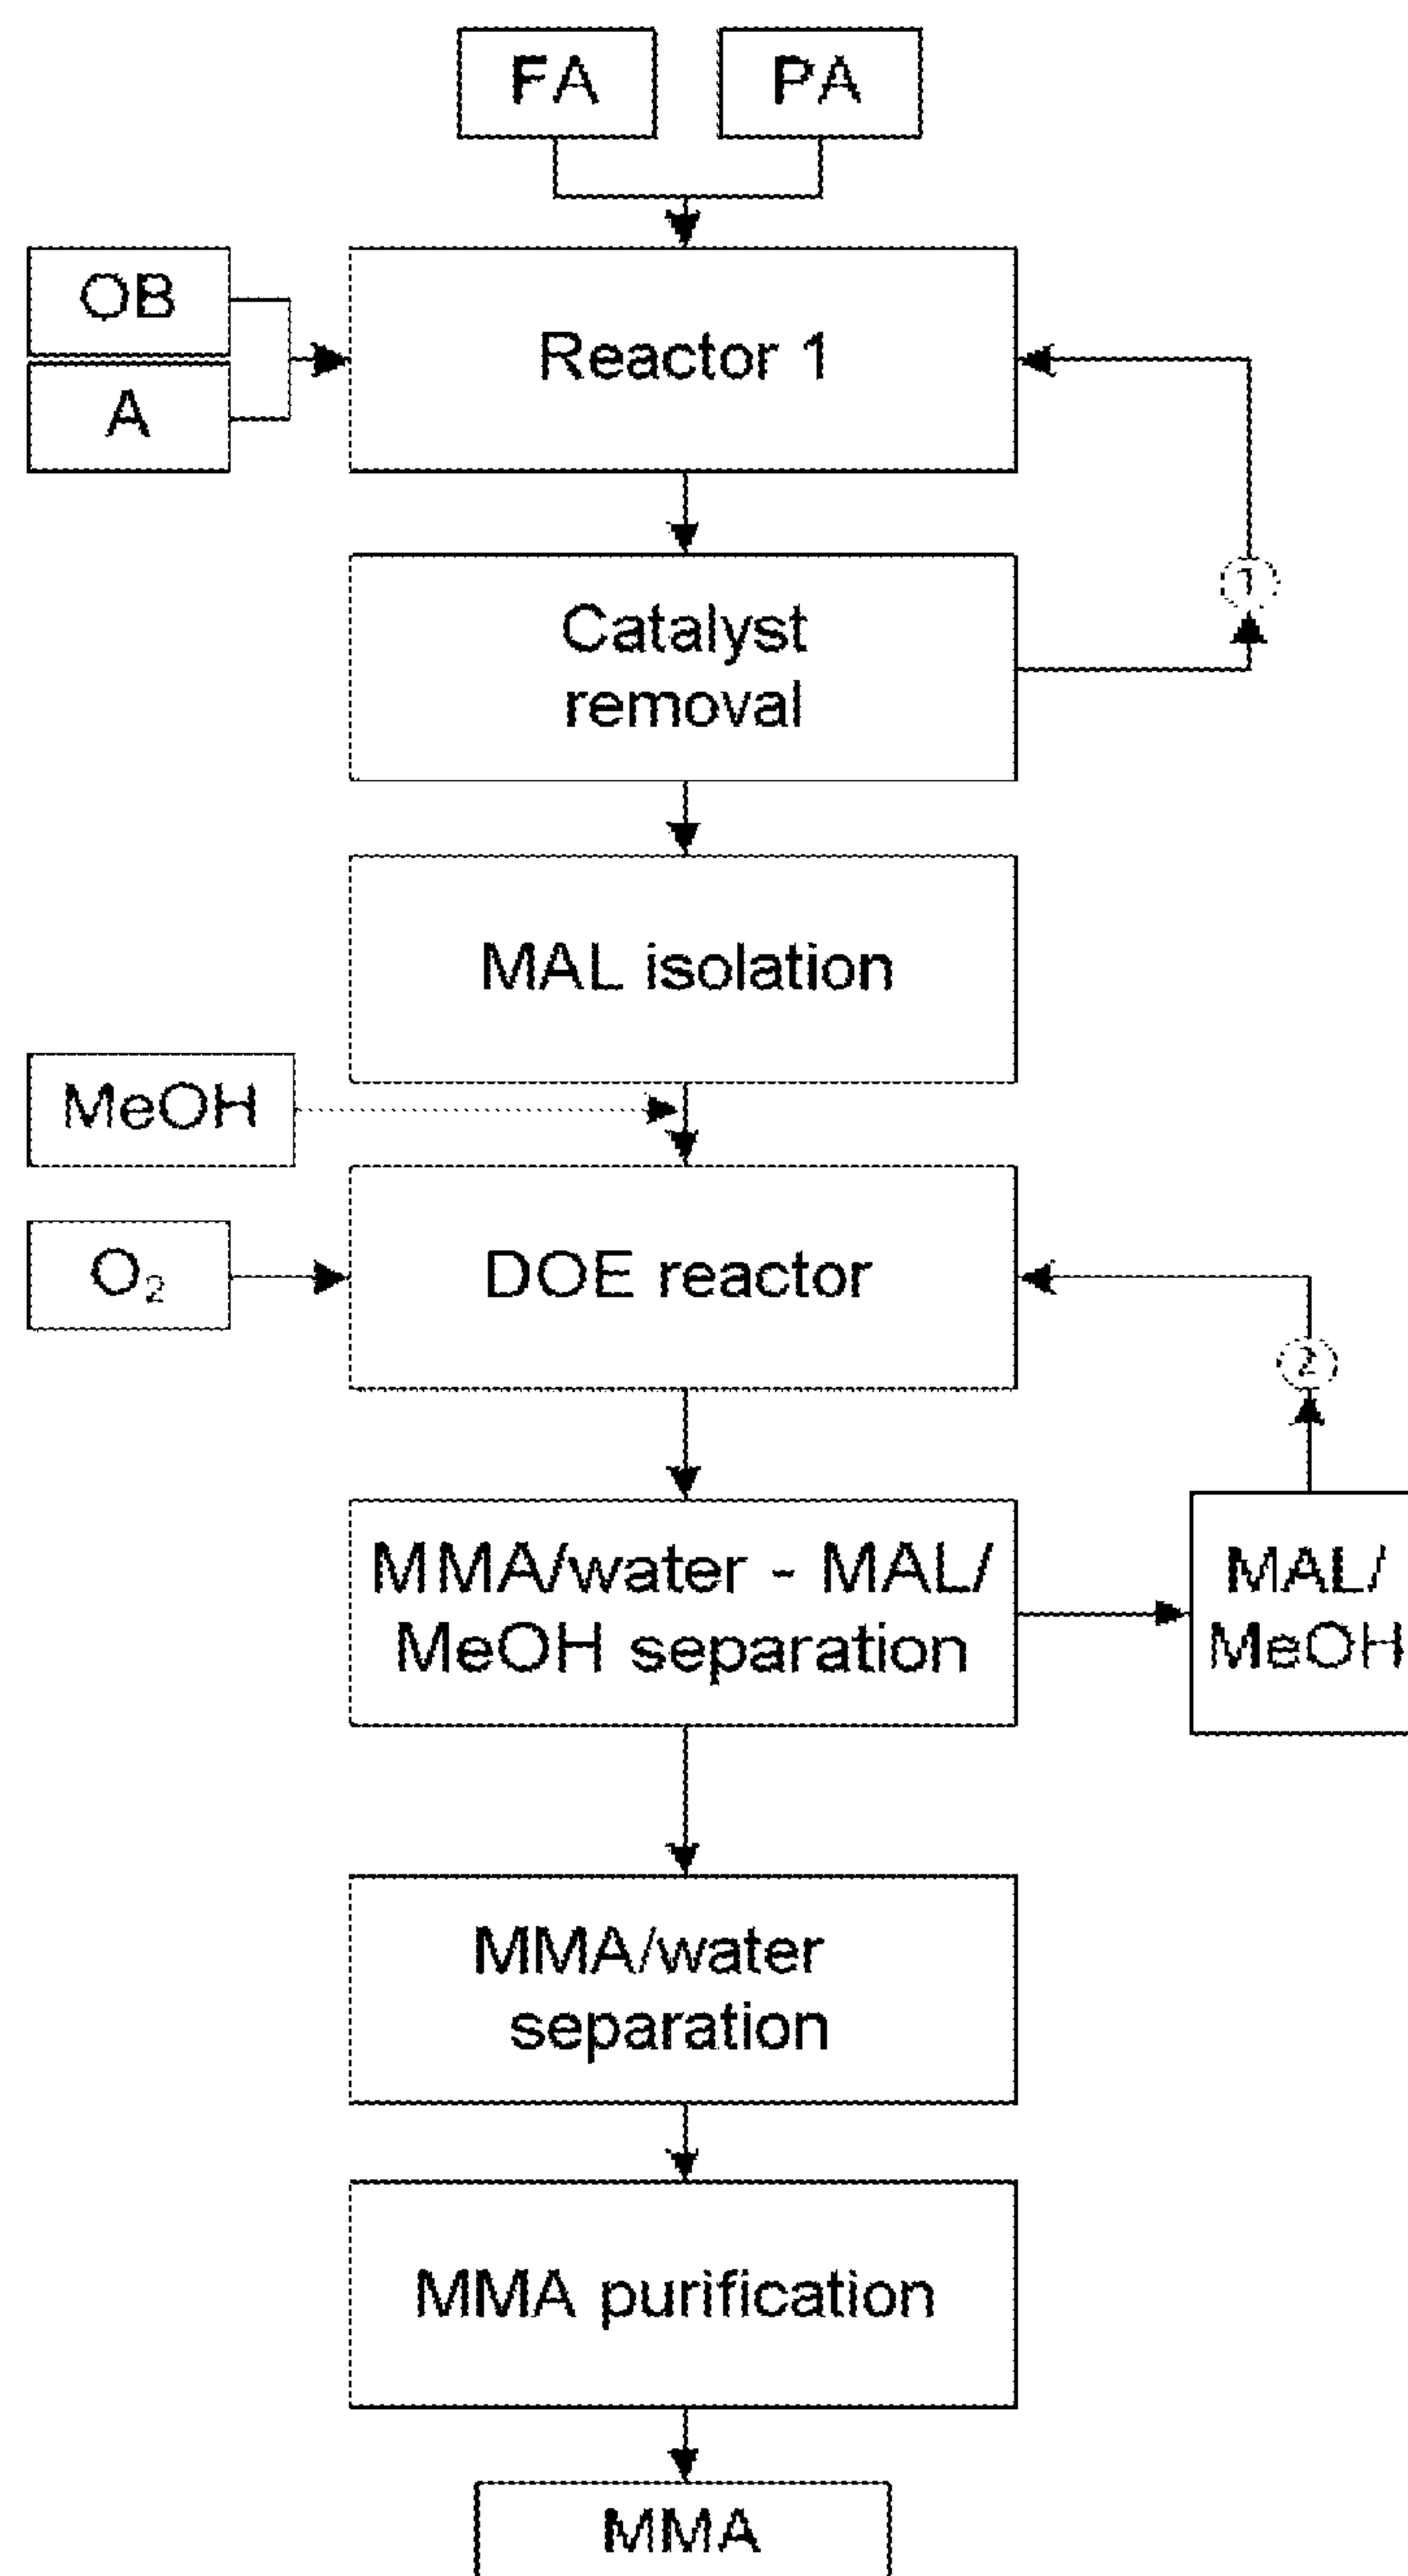 FA
PA
OB
A
Reactor 1
1
Catalyst
removal
MAL isolation
MeOH
O₂
DOE reactor
2
MMA/water - MAL/
MeOH separation
MAL/
MeOH
MMA/water
separation
MMA purification
MMA